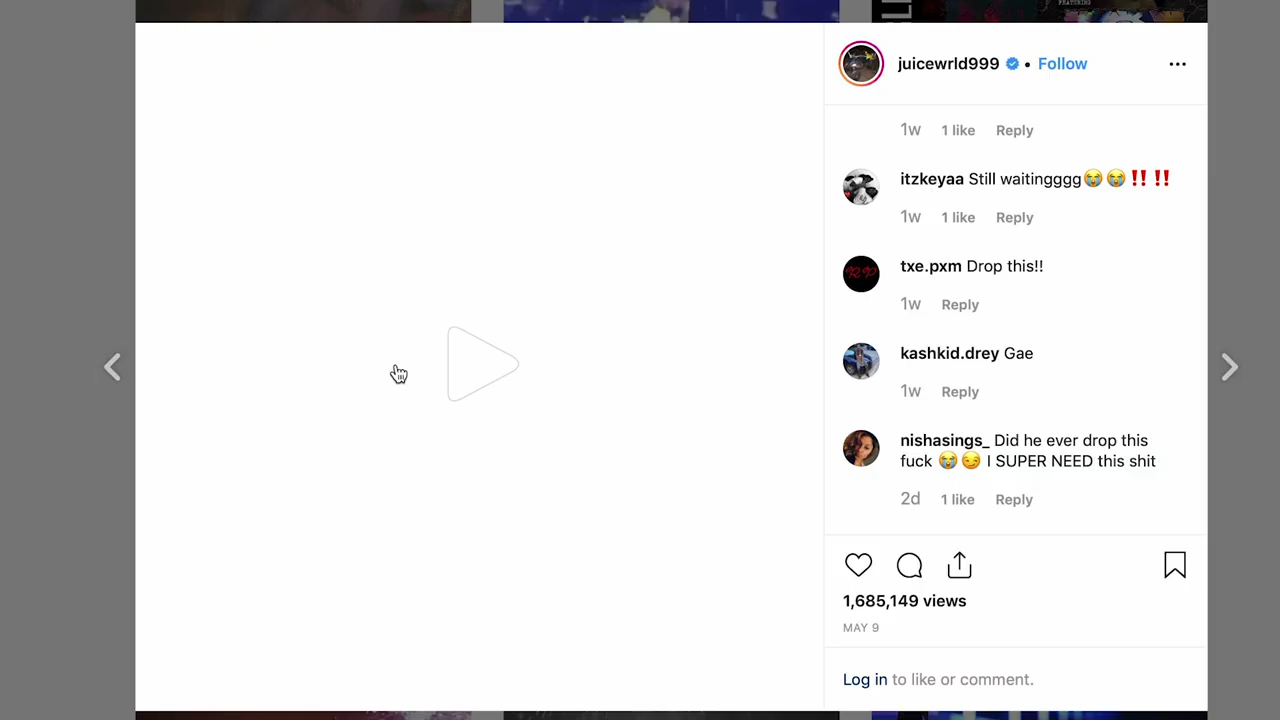 FEATURING
juicewrld999 • Follow
1w 1 like Reply
itzkeyaa Still waitingggg😭😭‼️‼️
1w 1 like Reply
txe.pxm Drop this!!
1w Reply
kashkid.drey Gae
1w Reply
nishasings_ Did he ever drop this
fuck 😭😏 I SUPER NEED this shit
2d 1 like Reply
1,685,149 views
MAY 9
Log in to like or comment.